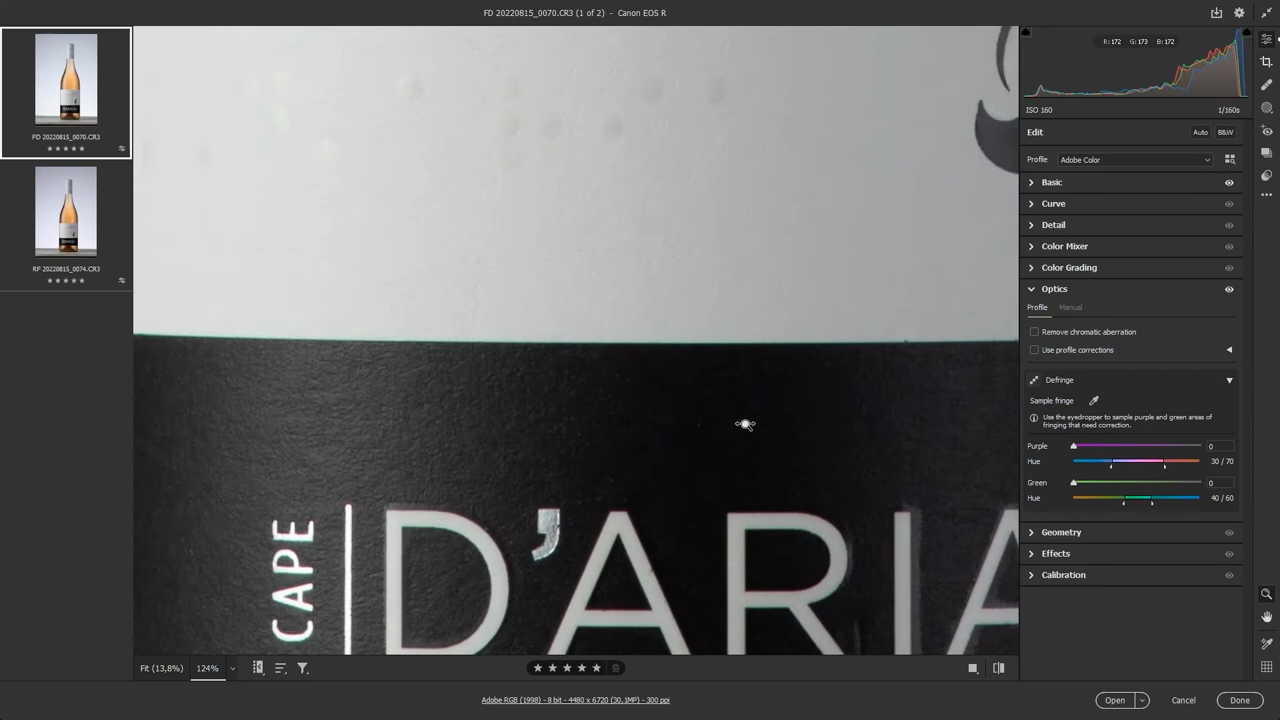 FD 20220815_0070.CR3 (1 of 2)  -  Canon EOS R
FD 20220815_0070.CR3
RF 20220815_0074.CR3
CAPE
D'ARIA
Fit (13,8%)
124%
Adobe RGB (1998) - 8 bit - 4480 x 6720 (30,1MP) - 300 ppi
R: 172 G: 173 B: 172
ISO 160
1/160s
Edit
Auto
B&W
Profile
Adobe Color
Basic
Curve
Detail
Color Mixer
Color Grading
Optics
Profile
Manual
Remove chromatic aberration
Use profile corrections
Defringe
Sample fringe
Use the eyedropper to sample purple and green areas of
fringing that need correction.
Purple 0
Hue 30 / 70
Green 0
Hue 40 / 60
Geometry
Effects
Calibration
Open
Cancel
Done